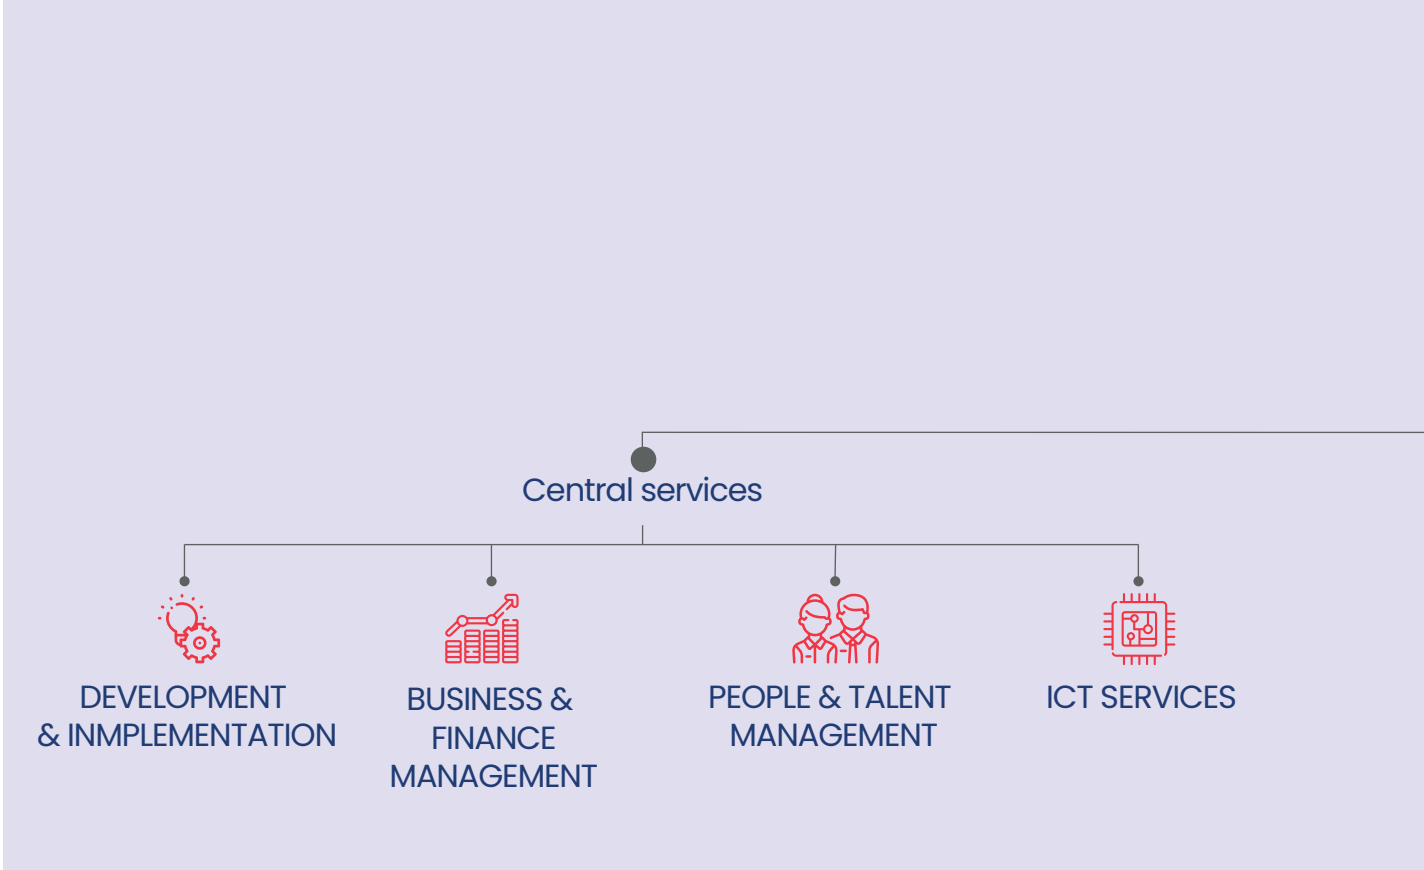 Central services
DEVELOPMENT
& INMPLEMENTATION
BUSINESS &
FINANCE
MANAGEMENT
PEOPLE & TALENT
MANAGEMENT
ICT SERVICES